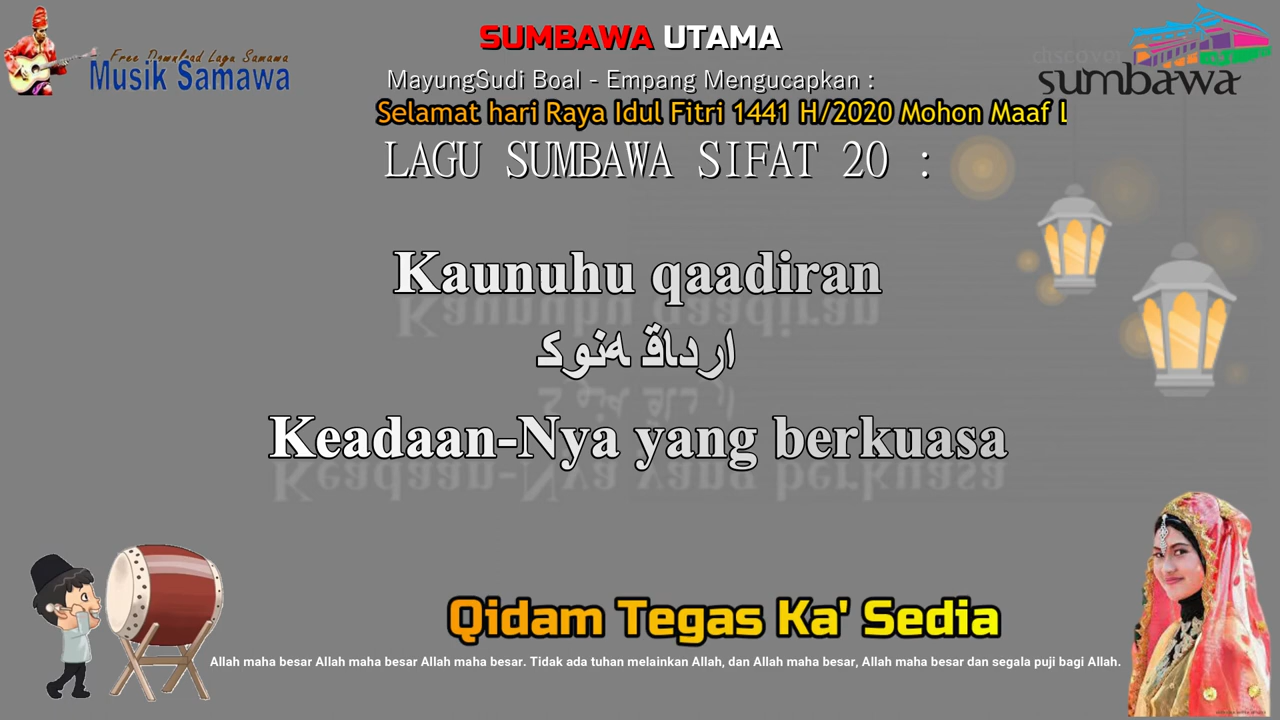 SUMBAWA UTAMA
Free Download Lagu Samawa
Musik Samawa
discover
sumbawa
MayungSudi Boal - Empang Mengucapkan :
Selamat hari Raya Idul Fitri 1441 H/2020 Mohon Maaf L
LAGU SUMBAWA SIFAT 20 :
Kaunuhu qaadiran
كونه قادرا
Keadaan-Nya yang berkuasa
Qidam Tegas Ka' Sedia
Allah maha besar Allah maha besar Allah maha besar. Tidak ada tuhan melainkan Allah, dan Allah maha besar, Allah maha besar dan segala puji bagi Allah.